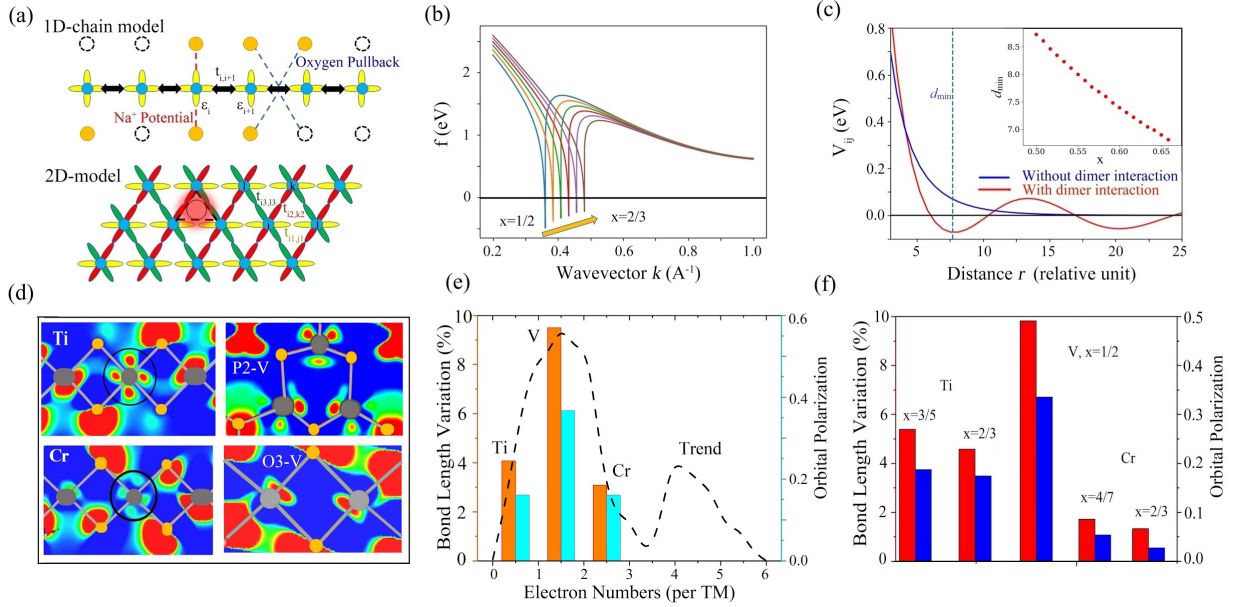 (a)
1D-chain model
t_{i,i+1}
Oxygen Pullback
ε_i
ε_{i+1}
Na⁺ Potential
2D-model
l
k
t_{i3,l3}
t_{i2,k2}
i
j
t_{i1,j1}
(b)
f (eV)
2
1
0
x=1/2
x=2/3
0.2
0.4
0.6
0.8
1.0
Wavevector k (A⁻¹)
(c)
V_{ij} (eV)
0.8
0.6
0.4
0.2
0.0
d_{min}
d_{min}
8.5
8.0
7.5
7.0
0.50
0.55
0.60
0.65
x
Without dimer interaction
With dimer interaction
5
10
15
20
25
Distance r (relative unit)
(d)
Ti
P2-V
Cr
O3-V
(e)
Bond Length Variation (%)
10
8
6
4
2
0
Ti
V
Cr
Trend
0
1
2
3
4
5
6
Electron Numbers (per TM)
0.6
0.4
0.2
0.0
Orbital Polarization
(f)
Bond Length Variation (%)
10
8
6
4
2
0
Ti
x=3/5
x=2/3
V, x=1/2
Cr
x=4/7
x=2/3
0.5
0.4
0.3
0.2
0.1
0.0
Orbital Polarization